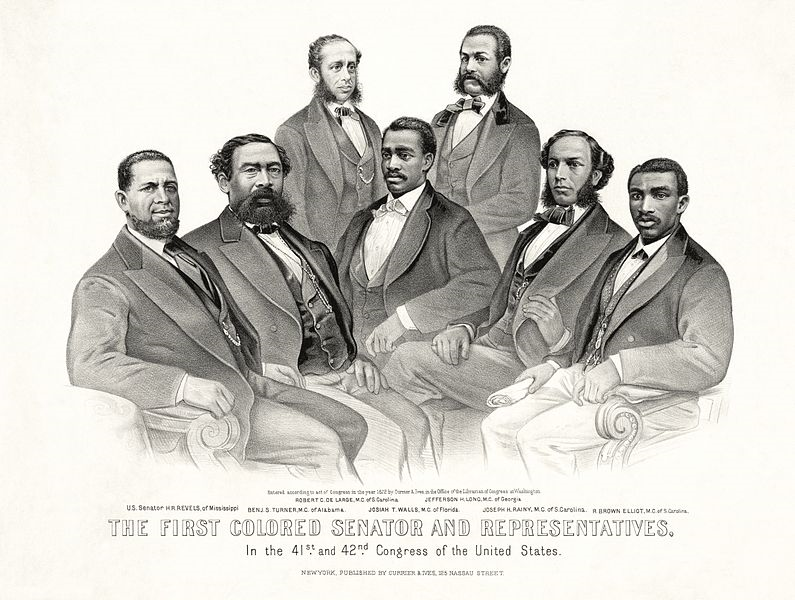 Entered according to act of Congress in the year 1872 by Currier & Ives, in the Office of the Librarian of Congress at Washington.
ROBERT C. DE LARGE, M.C. of S. Carolina. JEFFERSON H. LONG, M.C. of Georgia
U.S. Senator H.R. REVELS, of Mississippi BENJ. S. TURNER, M.C. of Alabama. JOSIAH T. WALLS, M.C. of Florida. JOSEPH H. RAINY, M.C. of S. Carolina. R. BROWN ELLIOT, M.C. of S. Carolina.
THE FIRST COLORED SENATOR AND REPRESENTATIVES,
In the 41st. and 42nd. Congress of the United States.
NEW YORK, PUBLISHED BY CURRIER & IVES, 125 NASSAU STREET.